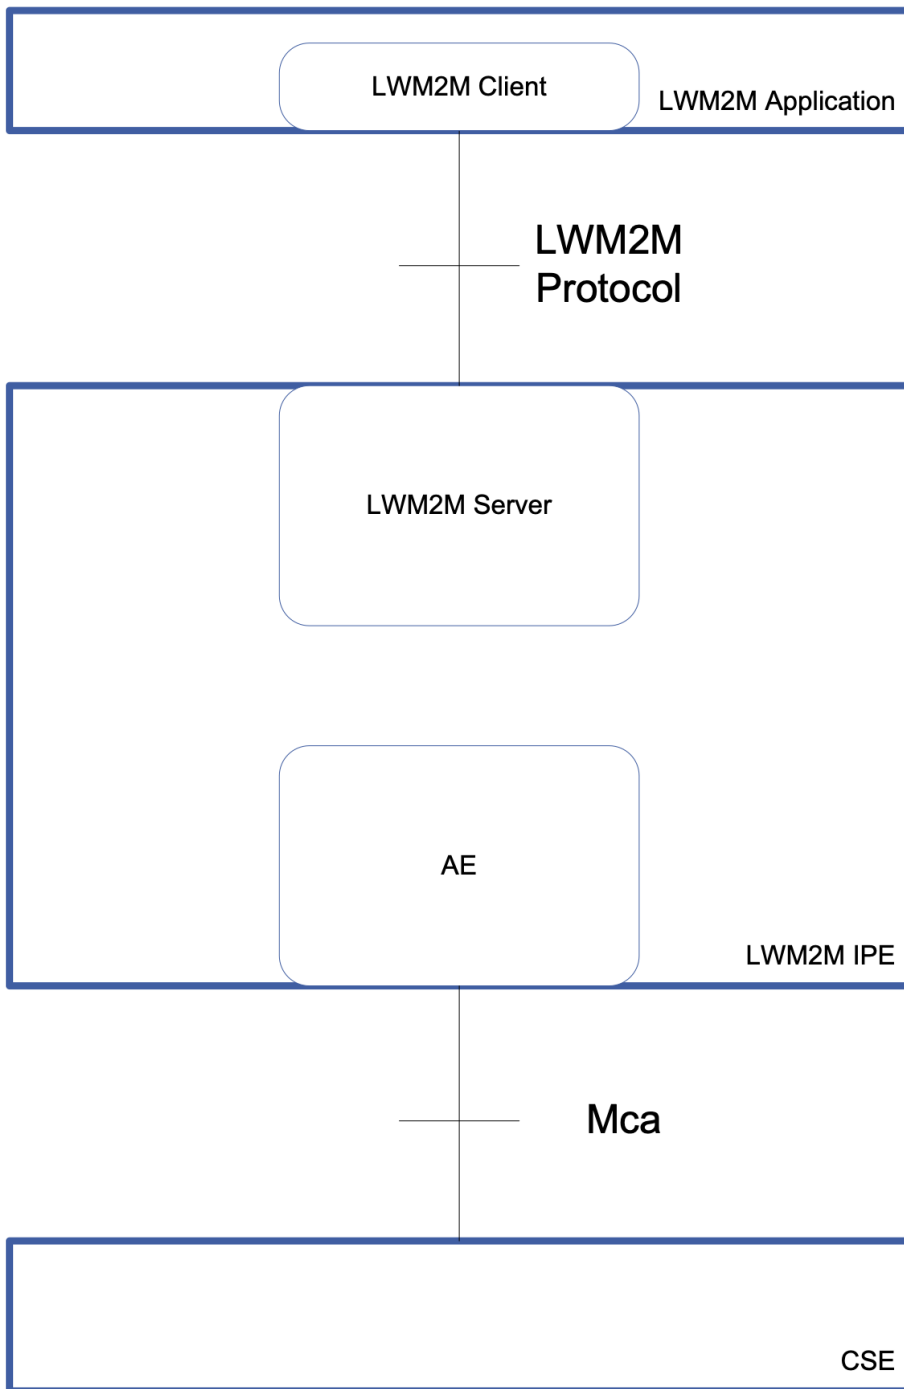 LWM2M Client
LWM2M Application
LWM2M
Protocol
LWM2M Server
AE
LWM2M IPE
Mca
CSE